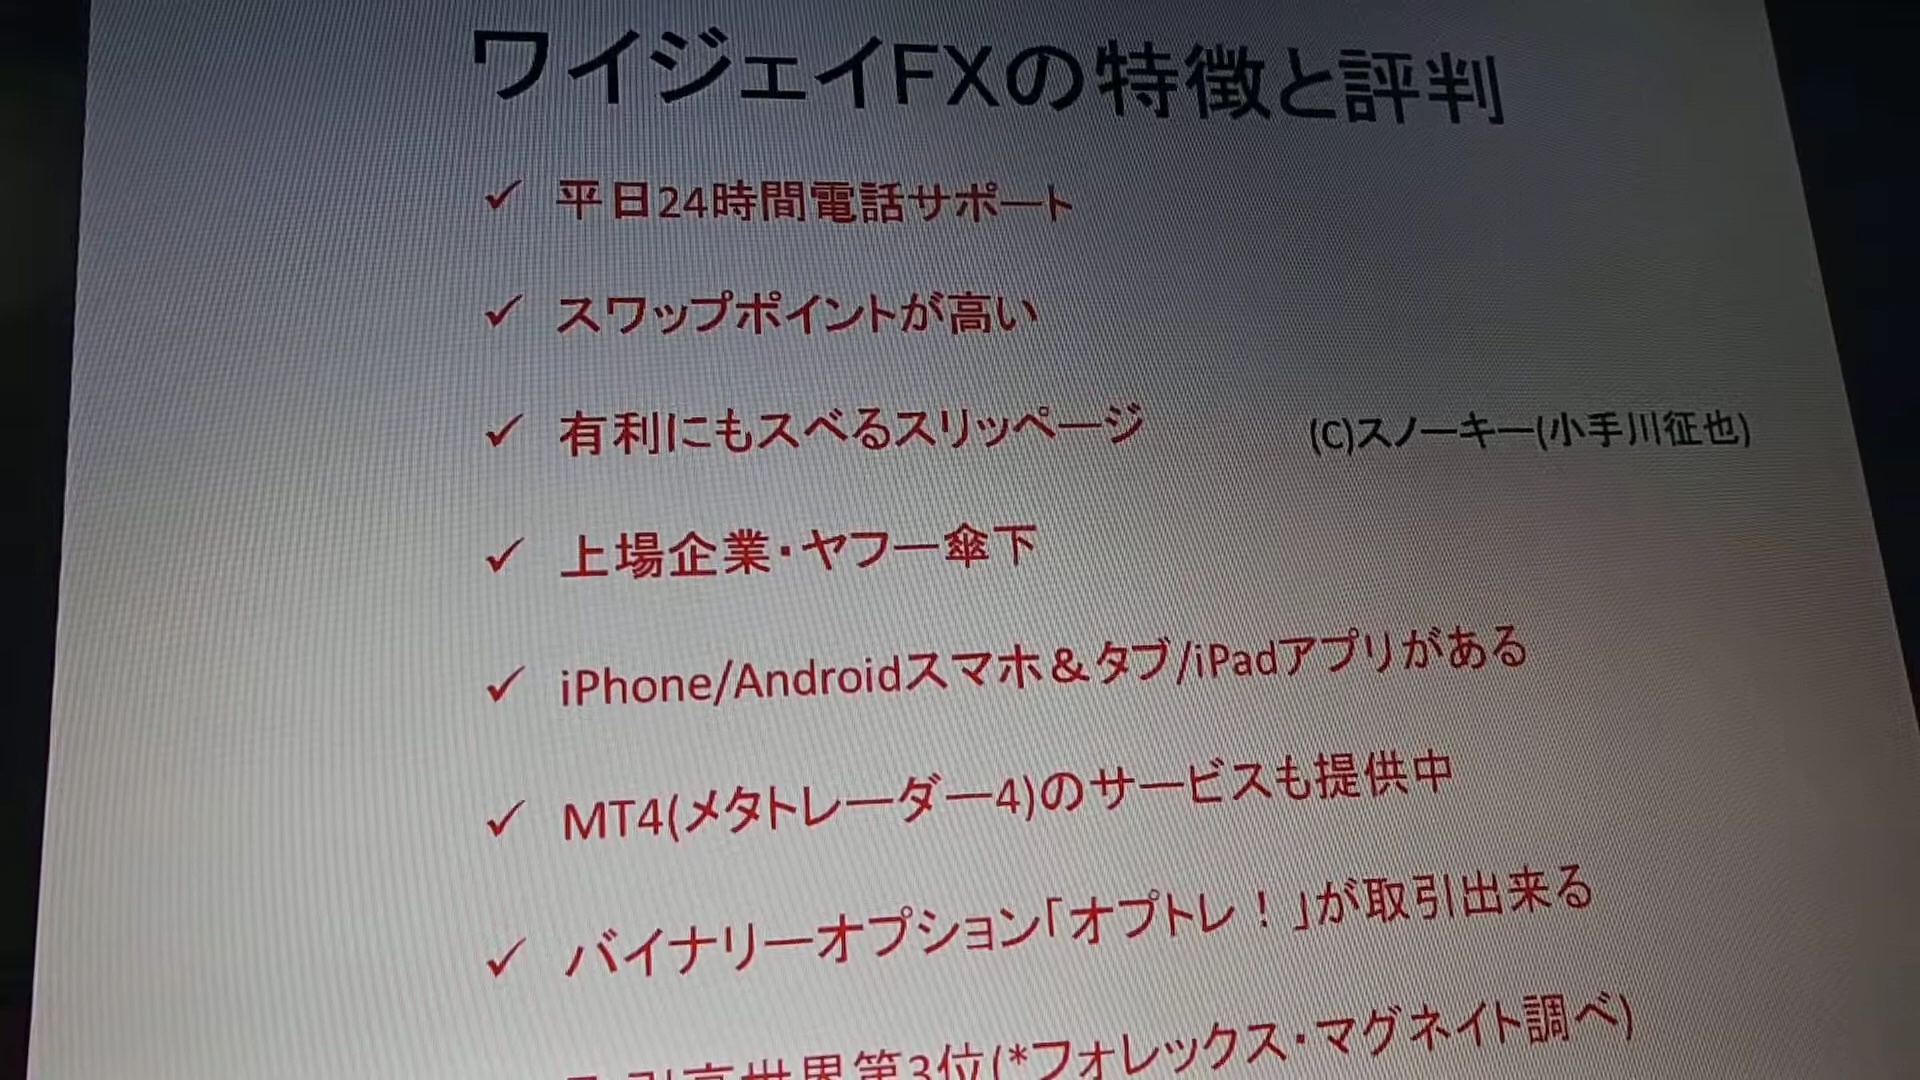 ワイジェイFXの特徴と評判
✓ 平日24時間電話サポート
✓ スワップポイントが高い
✓ 有利にもスベるスリッページ
(C)スノーキー(小手川征也)
✓ 上場企業・ヤフー傘下
✓ iPhone/Androidスマホ＆タブ/iPadアプリがある
✓ MT4(メタトレーダー4)のサービスも提供中
✓ バイナリーオプション「オプトレ！」が取引出来る
引高世界第3位(*フォレックス・マグネイト調べ)